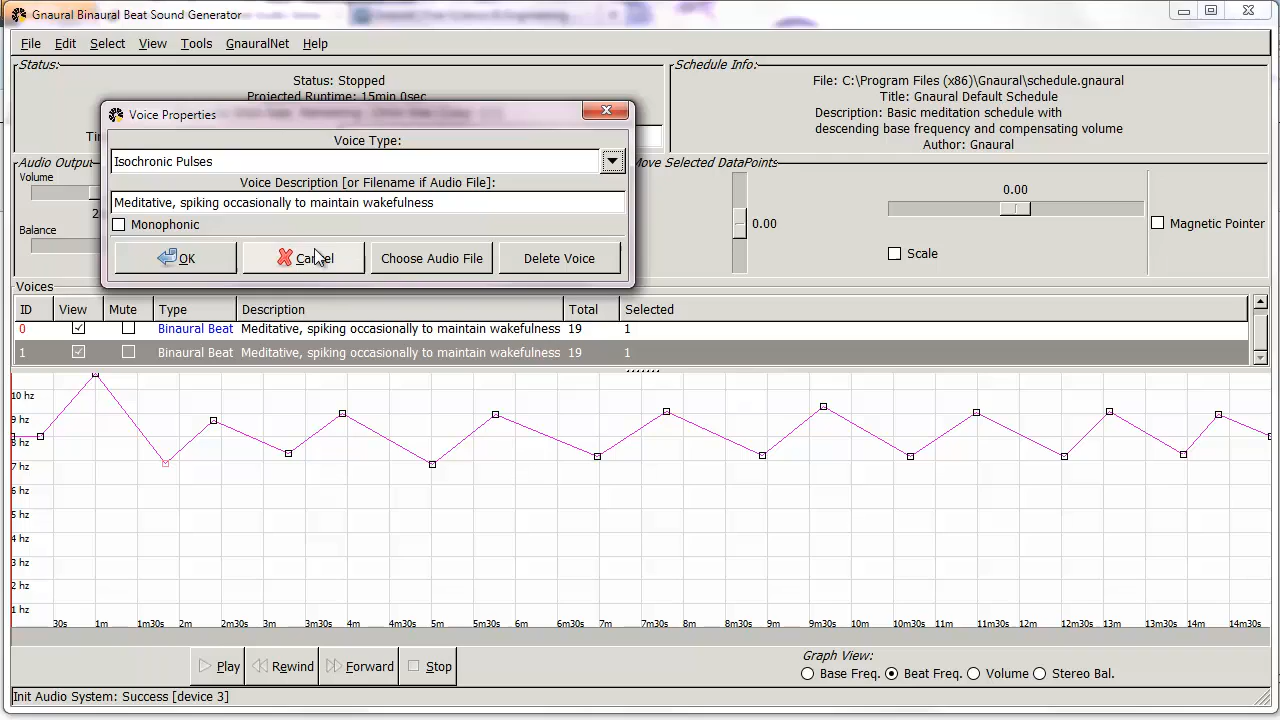 Gnaural Binaural Beat Sound Generator
File Edit Select View Tools GnauralNet Help
Status:
Status: Stopped
Projected Runtime: 15min 0sec
Schedule Info:
File: C:\Program Files (x86)\Gnaural\schedule.gnaural
Title: Gnaural Default Schedule
Description: Basic meditation schedule with
descending base frequency and compensating volume
Author: Gnaural
Voice Properties
Voice Type:
Isochronic Pulses
Voice Description [or Filename if Audio File]:
Meditative, spiking occasionally to maintain wakefulness
Monophonic
OK Cancel Choose Audio File Delete Voice
Audio Output
Volume
Balance
Move Selected DataPoints
0.00
0.00
Scale
Magnetic Pointer
Voices
ID View Mute Type Description Total Selected
0 Binaural Beat Meditative, spiking occasionally to maintain wakefulness 19 1
1 Binaural Beat Meditative, spiking occasionally to maintain wakefulness 19 1
10 hz
9 hz
8 hz
7 hz
6 hz
5 hz
4 hz
3 hz
2 hz
1 hz
30s 1m 1m30s 2m 2m30s 3m 3m30s 4m 4m30s 5m 5m30s 6m 6m30s 7m 7m30s 8m 8m30s 9m 9m30s 10m 10m30s 11m 11m30s 12m 12m30s 13m 13m30s 14m 14m30s
Play Rewind Forward Stop
Graph View:
Base Freq. Beat Freq. Volume Stereo Bal.
Init Audio System: Success [device 3]